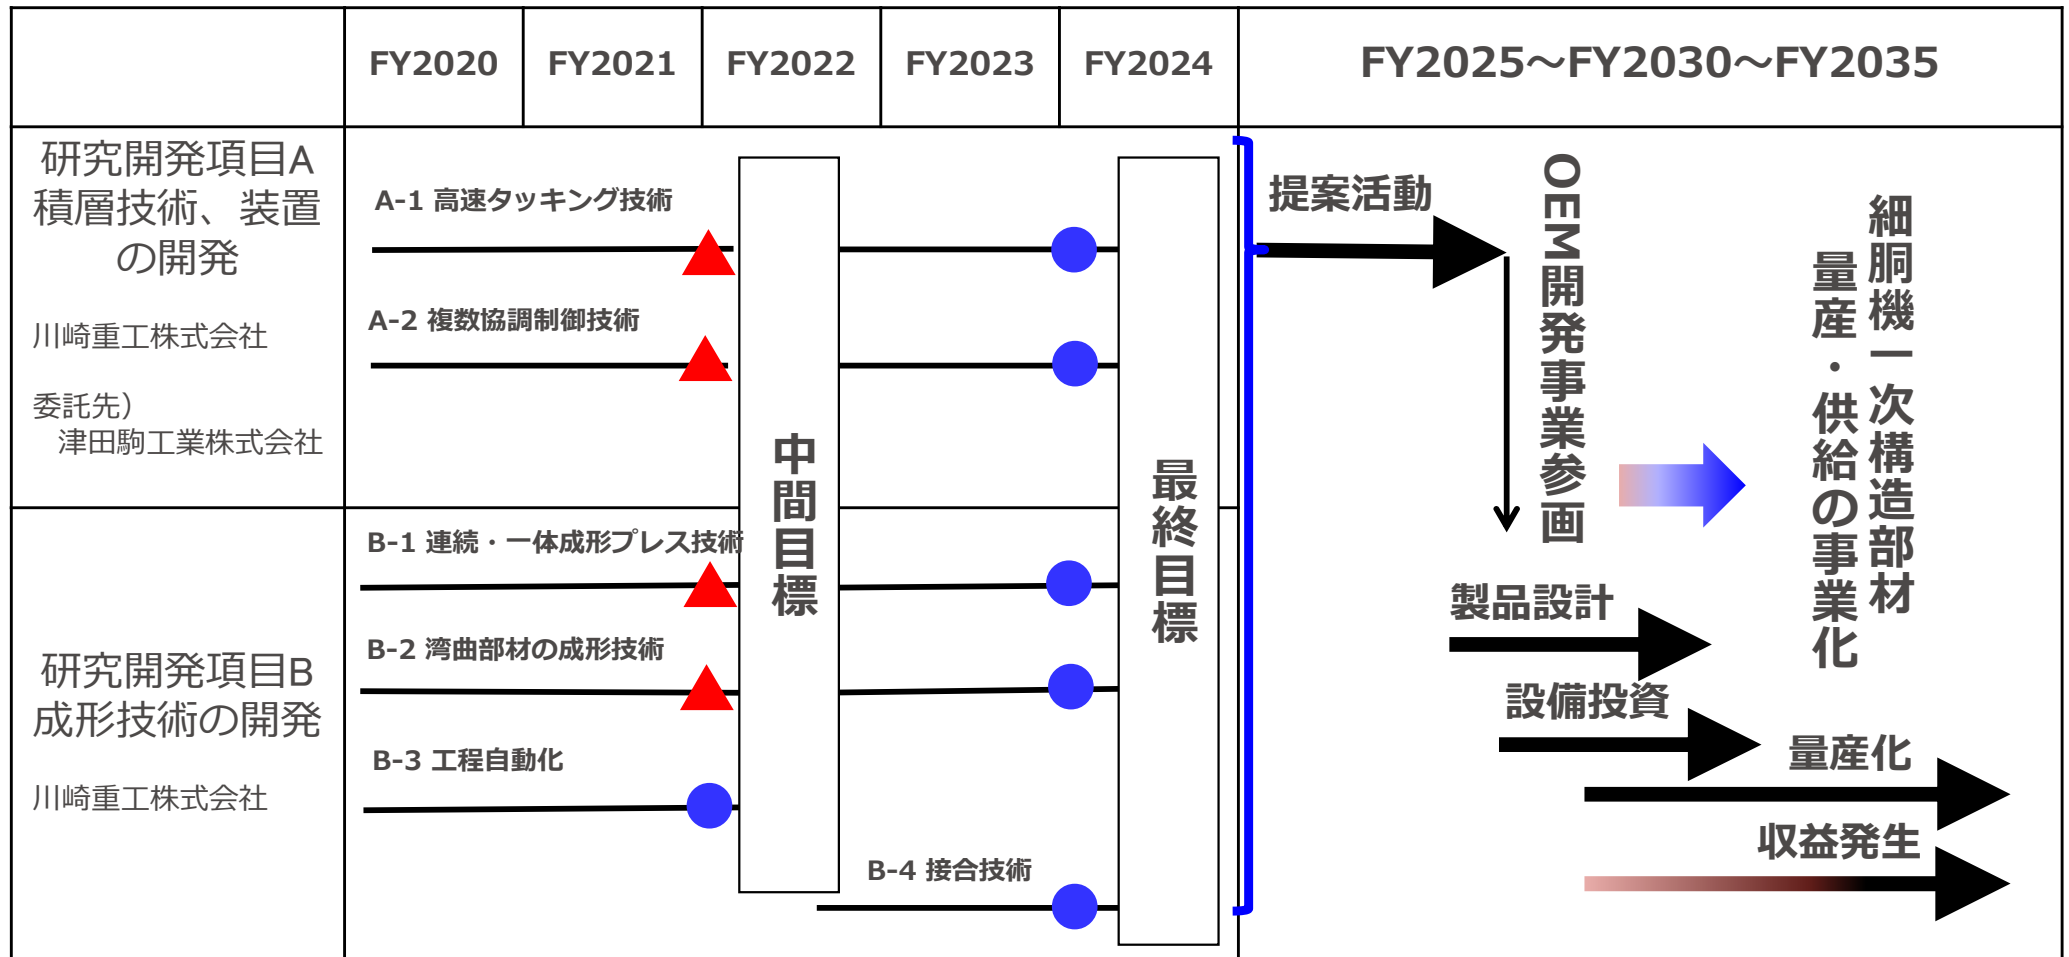 FY2020
FY2021
FY2022
FY2023
FY2024
FY2025～FY2030～FY2035
研究開発項目A
積層技術、装置
の開発
川崎重工株式会社
委託先）
津田駒工業株式会社
A-1 高速タッキング技術
A-2 複数協調制御技術
研究開発項目B
成形技術の開発
川崎重工株式会社
B-1 連続・一体成形プレス技術
B-2 湾曲部材の成形技術
B-3 工程自動化
B-4 接合技術
中間目標
最終目標
提案活動
OEM開発事業参画
細胴機一次構造部材
量産・供給の事業化
製品設計
設備投資
量産化
収益発生